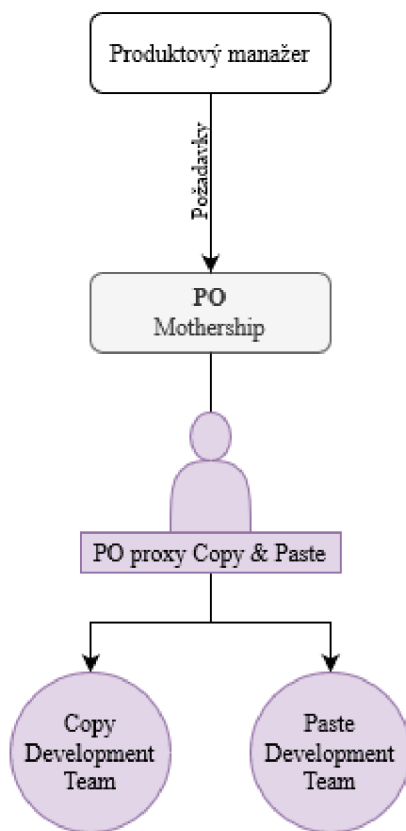 Produktový manažer
Požadavky
PO
Mothership
PO proxy Copy & Paste
Copy
Development
Team
Paste
Development
Team